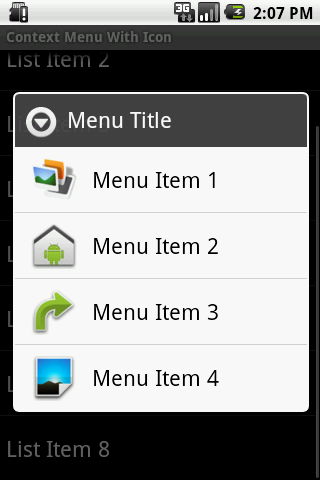 3G
2:07 PM
Context Menu With Icon
List Item 2
Menu Title
Menu Item 1
Menu Item 2
Menu Item 3
Menu Item 4
List Item 8